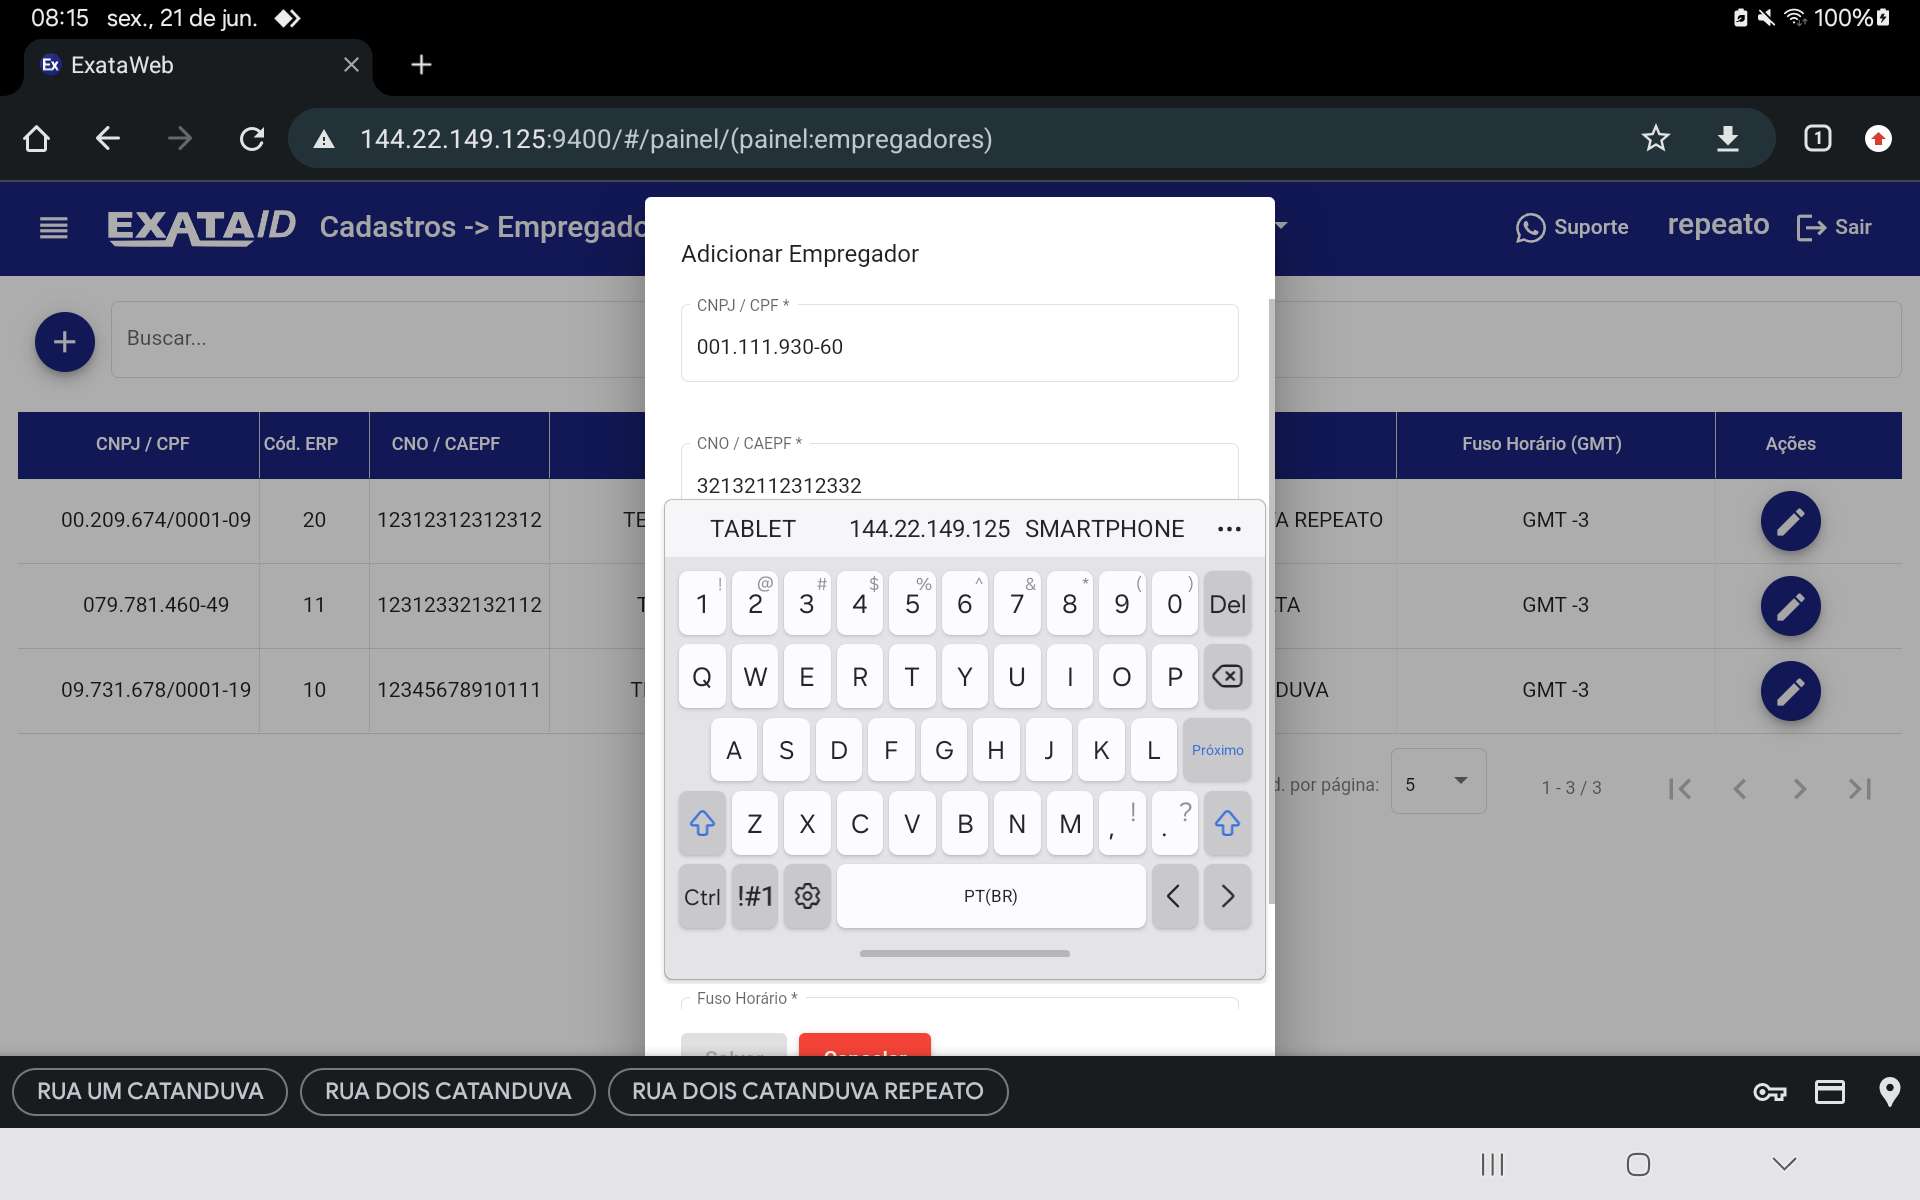 08:15 sex., 21 de jun.
100%
Ex ExataWeb
144.22.149.125:9400/#/painel/(painel:empregadores)
1
EXATA ID Cadastros -> Empregado
Suporte repeato Sair
Adicionar Empregador
CNPJ / CPF *
001.111.930-60
Buscar...
CNO / CAEPF *
32132112312332
CNPJ / CPF Cód. ERP CNO / CAEPF Fuso Horário (GMT) Ações
00.209.674/0001-09 20 12312312312312 TE A REPEATO GMT -3
079.781.460-49 11 12312332132112 T TA GMT -3
09.731.678/0001-19 10 12345678910111 DUVA GMT -3
d. por página: 5 1 - 3 / 3
TABLET 144.22.149.125 SMARTPHONE ...
! @ # $ % ^ & * ( )
1 2 3 4 5 6 7 8 9 0 Del
Q W E R T Y U I O P
A S D F G H J K L Próximo
Z X C V B N M , ! . ?
Ctrl !#1 PT(BR) < >
Fuso Horário *
Salvar Cancelar
RUA UM CATANDUVA RUA DOIS CATANDUVA RUA DOIS CATANDUVA REPEATO